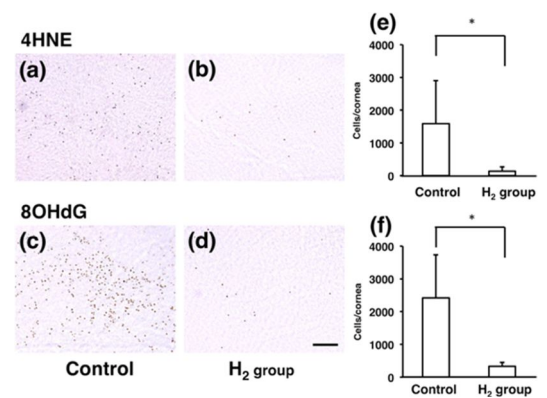 4HNE
(a)
(b)
(e)
*
4000
3000
2000
1000
0
Cells/cornea
Control
H₂ group
8OHdG
(c)
(d)
Control
H₂ group
(f)
*
4000
3000
2000
1000
0
Cells/cornea
Control
H₂ group